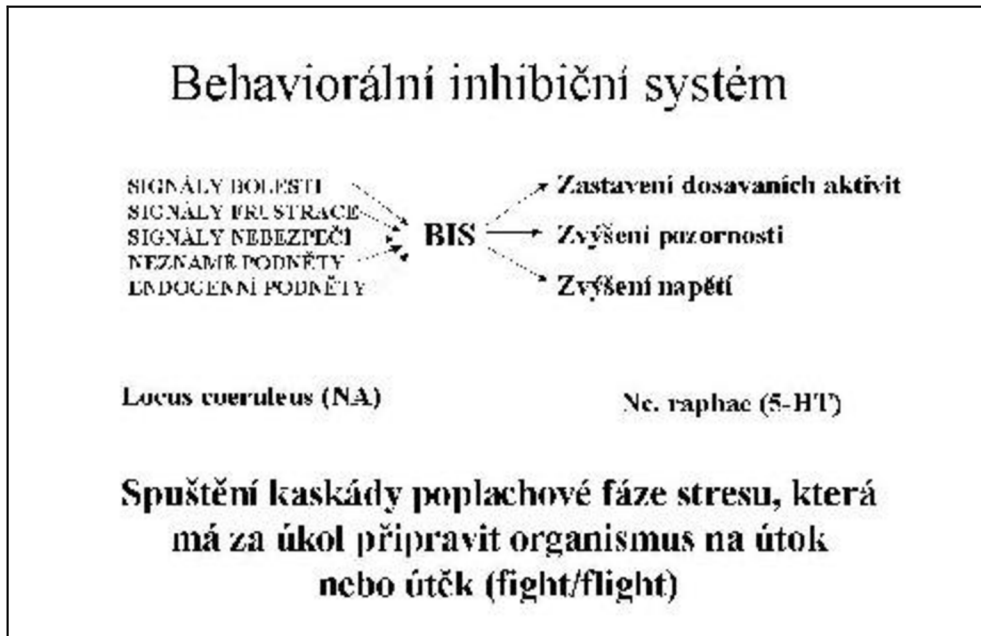 Behaviorální inhibiční systém
SIGNÁLY BOLESTI
SIGNÁLY FRUSTRACE
SIGNÁLY NEBEZPEČÍ
NEZNAMÉ PODNĚTY
ENDOGENNÍ PODNĚTY
BIS
Zastavení dosavaních aktivit
Zvýšení pozornosti
Zvýšení napětí
Locus coeruleus (NA)
Nc. raphae (5-HT)
Spuštění kaskády poplachové fáze stresu, která
má za úkol připravit organismus na útok
nebo útěk (fight/flight)